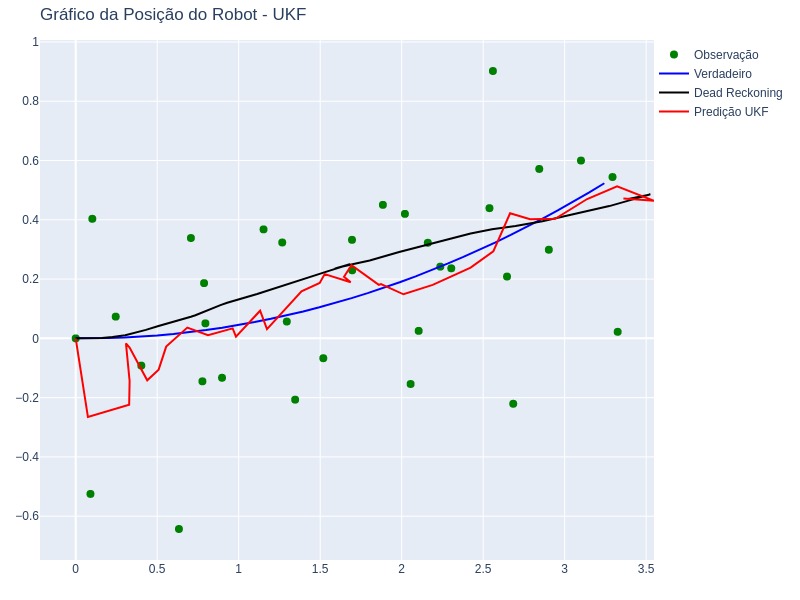 Gráfico da Posição do Robot - UKF
Observação
Verdadeiro
Dead Reckoning
Predição UKF
1
0.8
0.6
0.4
0.2
0
−0.2
−0.4
−0.6
0 0.5 1 1.5 2 2.5 3 3.5